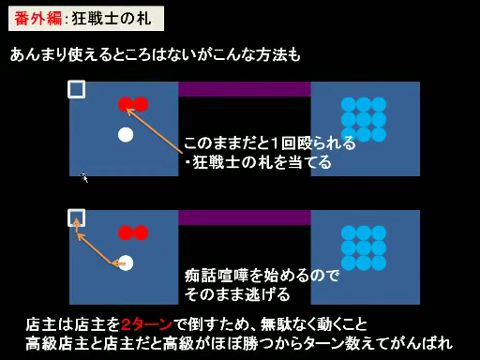 番外編:狂戦士の札
あんまり使えるところはないがこんな方法も
このままだと1回殴られる
・狂戦士の札を当てる
痴話喧嘩を始めるので
そのまま逃げる
店主は店主を2ターンで倒すため、無駄なく動くこと
高級店主と店主だと高級がほぼ勝つからターン数えてがんばれ